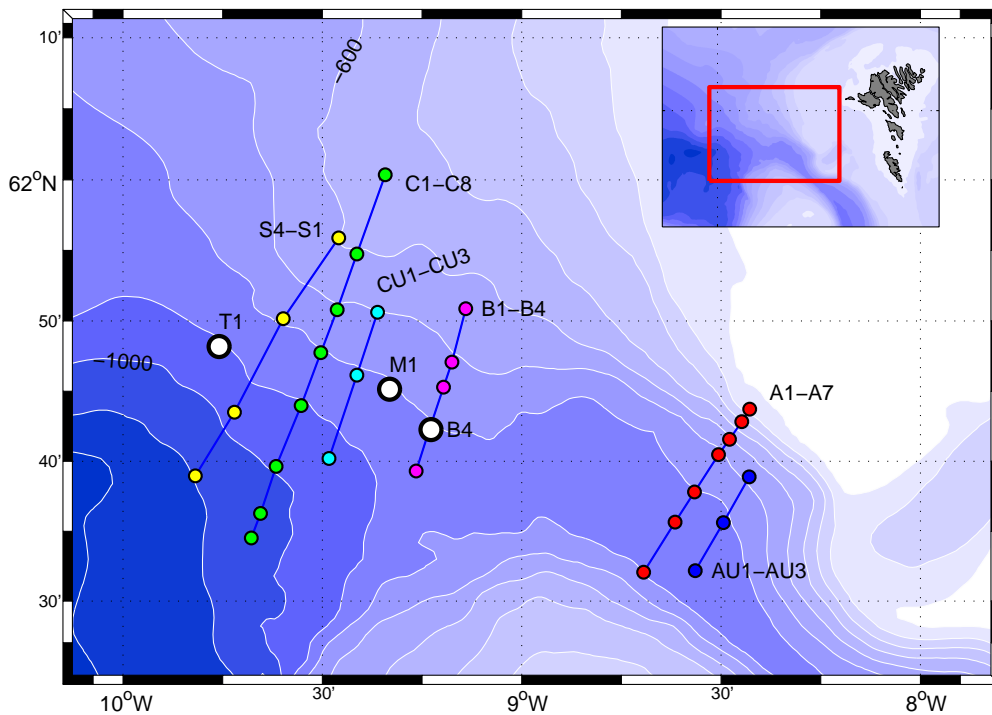 10'
−600
62°N
C1−C8
S4−S1
CU1−CU3
50'
T1
B1−B4
−1000
M1
A1−A7
B4
40'
AU1−AU3
30'
10°W
30'
9°W
30'
8°W